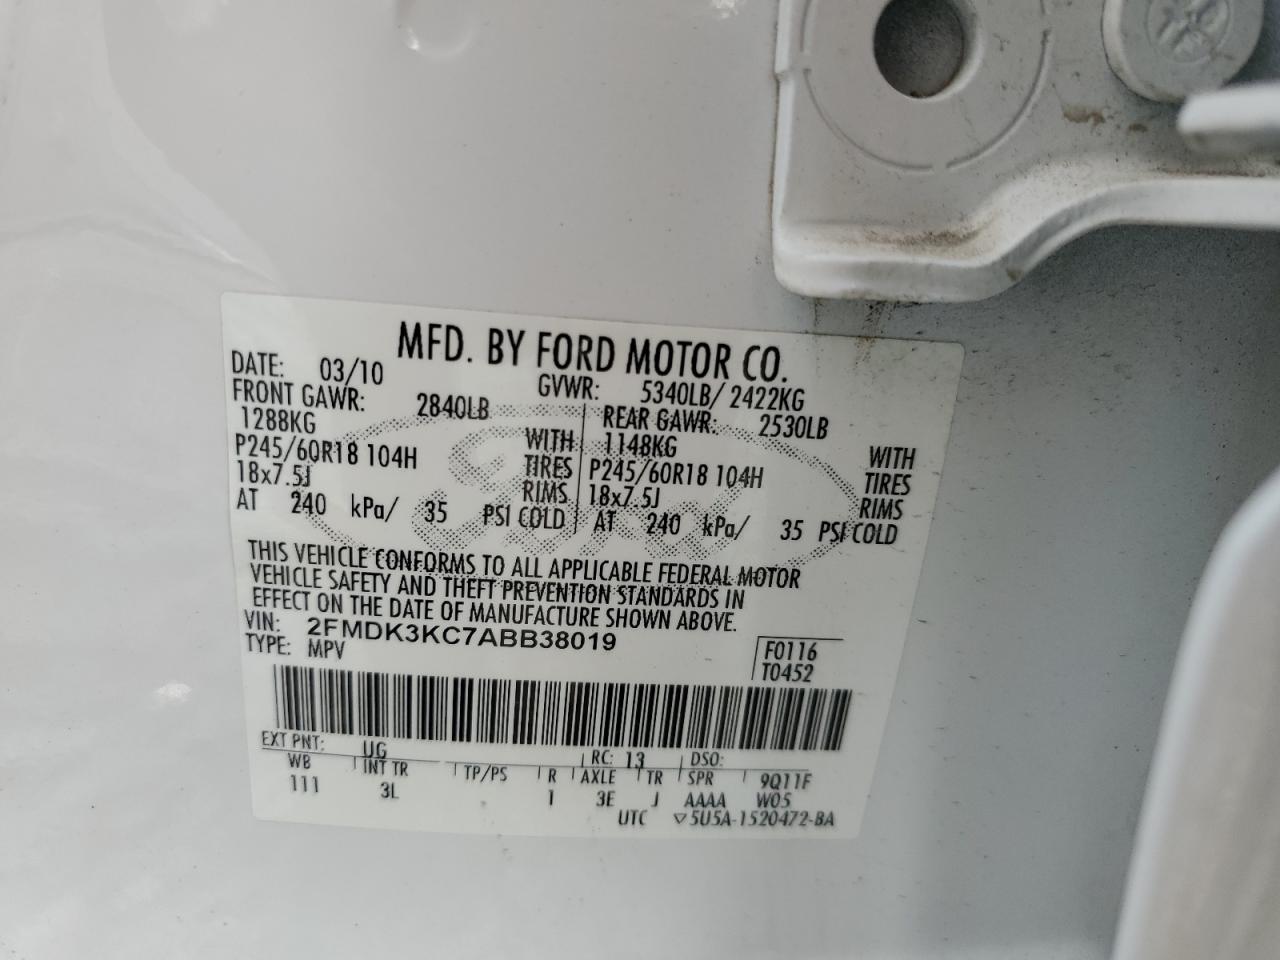 MFD. BY FORD MOTOR CO.
DATE: 03/10 GVWR: 5340LB/ 2422KG
FRONT GAWR: 2840LB REAR GAWR: 2530LB
1288KG WITH 1148KG WITH
P245/60R18 104H TIRES P245/60R18 104H TIRES
18x7.5J RIMS 18x7.5J RIMS
AT 240 kPa/ 35 PSI COLD AT 240 kPa/ 35 PSI COLD
THIS VEHICLE CONFORMS TO ALL APPLICABLE FEDERAL MOTOR
VEHICLE SAFETY AND THEFT PREVENTION STANDARDS IN
EFFECT ON THE DATE OF MANUFACTURE SHOWN ABOVE.
VIN: 2FMDK3KC7ABB38019
TYPE: MPV
F0116
T0452
EXT PNT: UG RC: 13 DSO:
WB INT TR TP/PS R AXLE TR SPR 9Q11F
111 3L 1 3E J AAAA W05
UTC ▽5U5A-1520472-BA